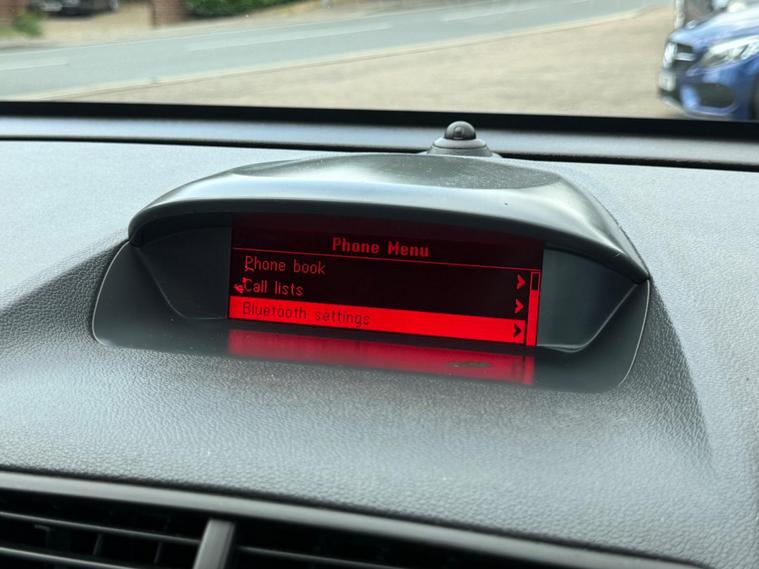 Phone Menu
Phone book
Call lists
Bluetooth settings